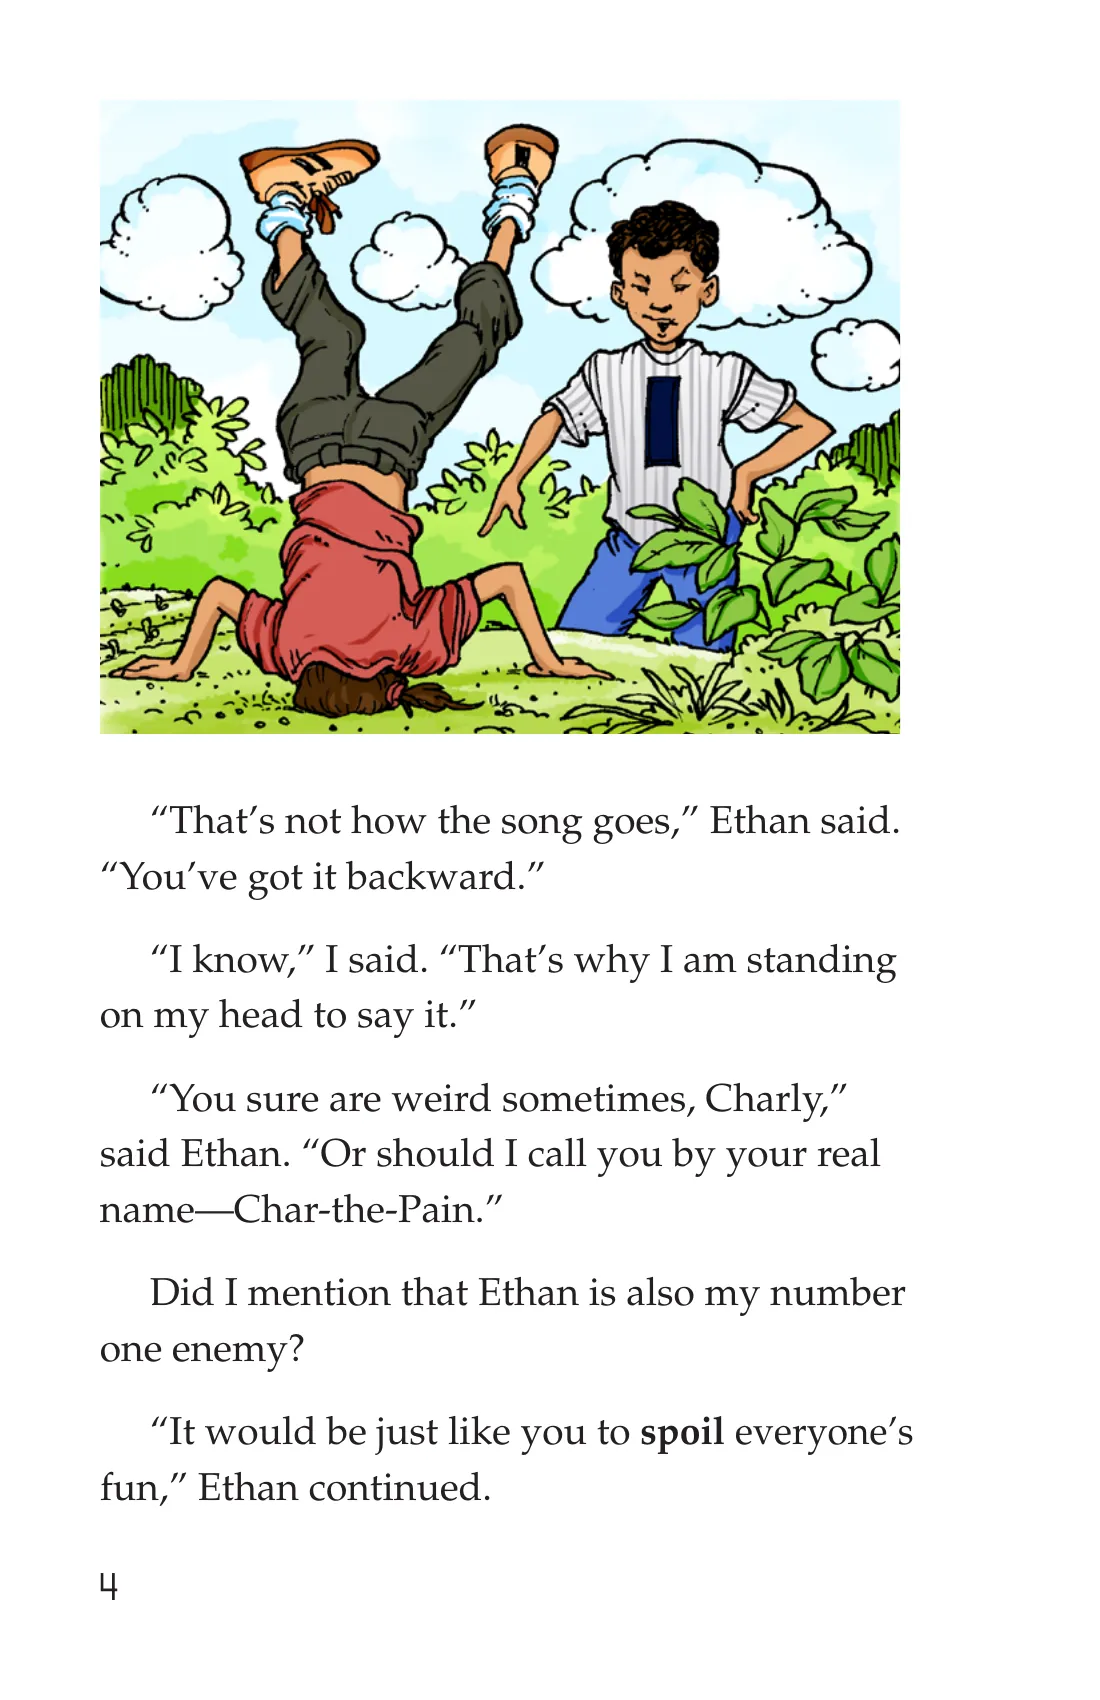 “That’s not how the song goes,” Ethan said.
“You’ve got it backward.”
“I know,” I said. “That’s why I am standing
on my head to say it.”
“You sure are weird sometimes, Charly,”
said Ethan. “Or should I call you by your real
name—Char-the-Pain.”
Did I mention that Ethan is also my number
one enemy?
“It would be just like you to spoil everyone’s
fun,” Ethan continued.
4